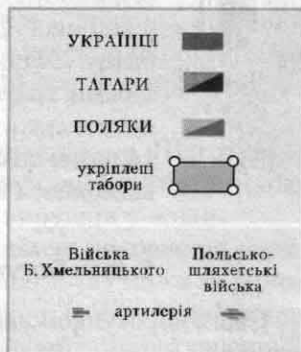 УКРАЇНЦІ
ТАТАРИ
ПОЛЯКИ
укріплені
табори
Війська
Б. Хмельницького
Польсько-
шляхетські
війська
артилерія